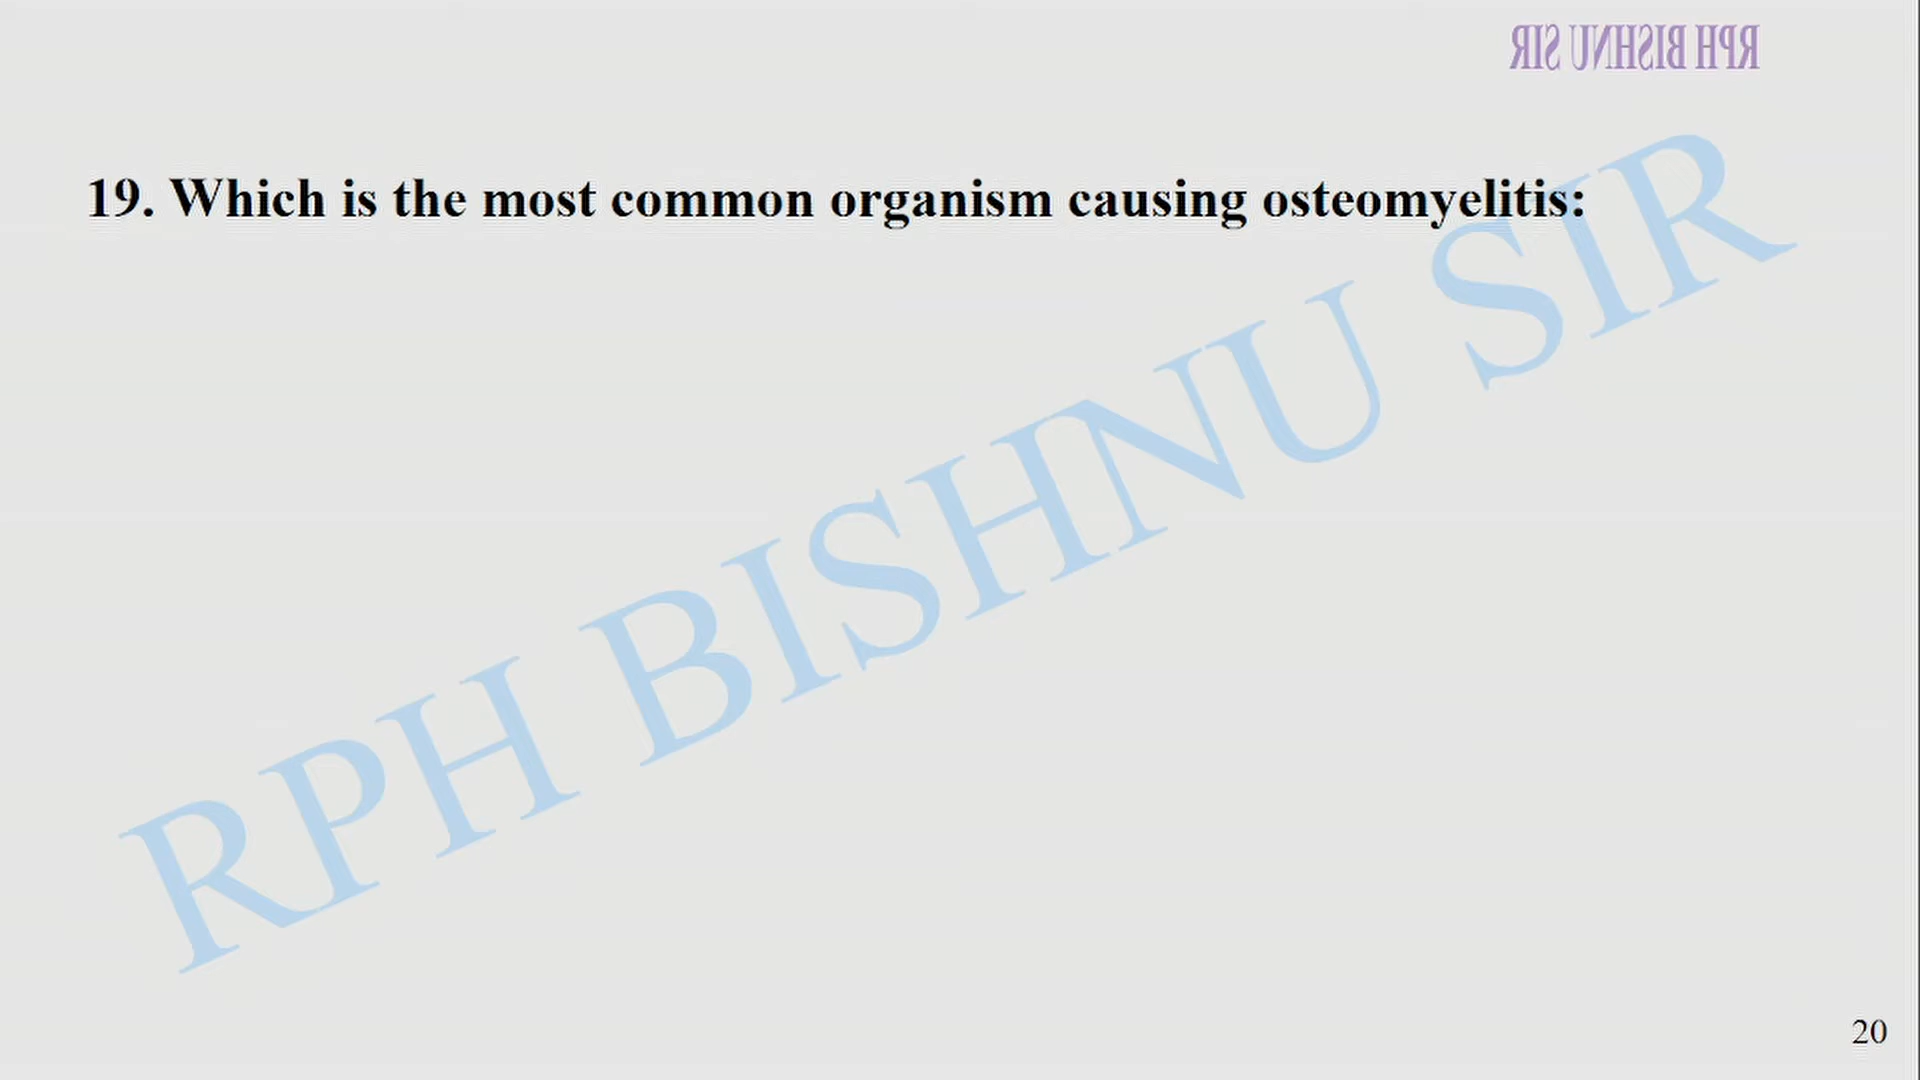 RPH BISHNU SIR
19. Which is the most common organism causing osteomyelitis:
RPH BISHNU SIR
20